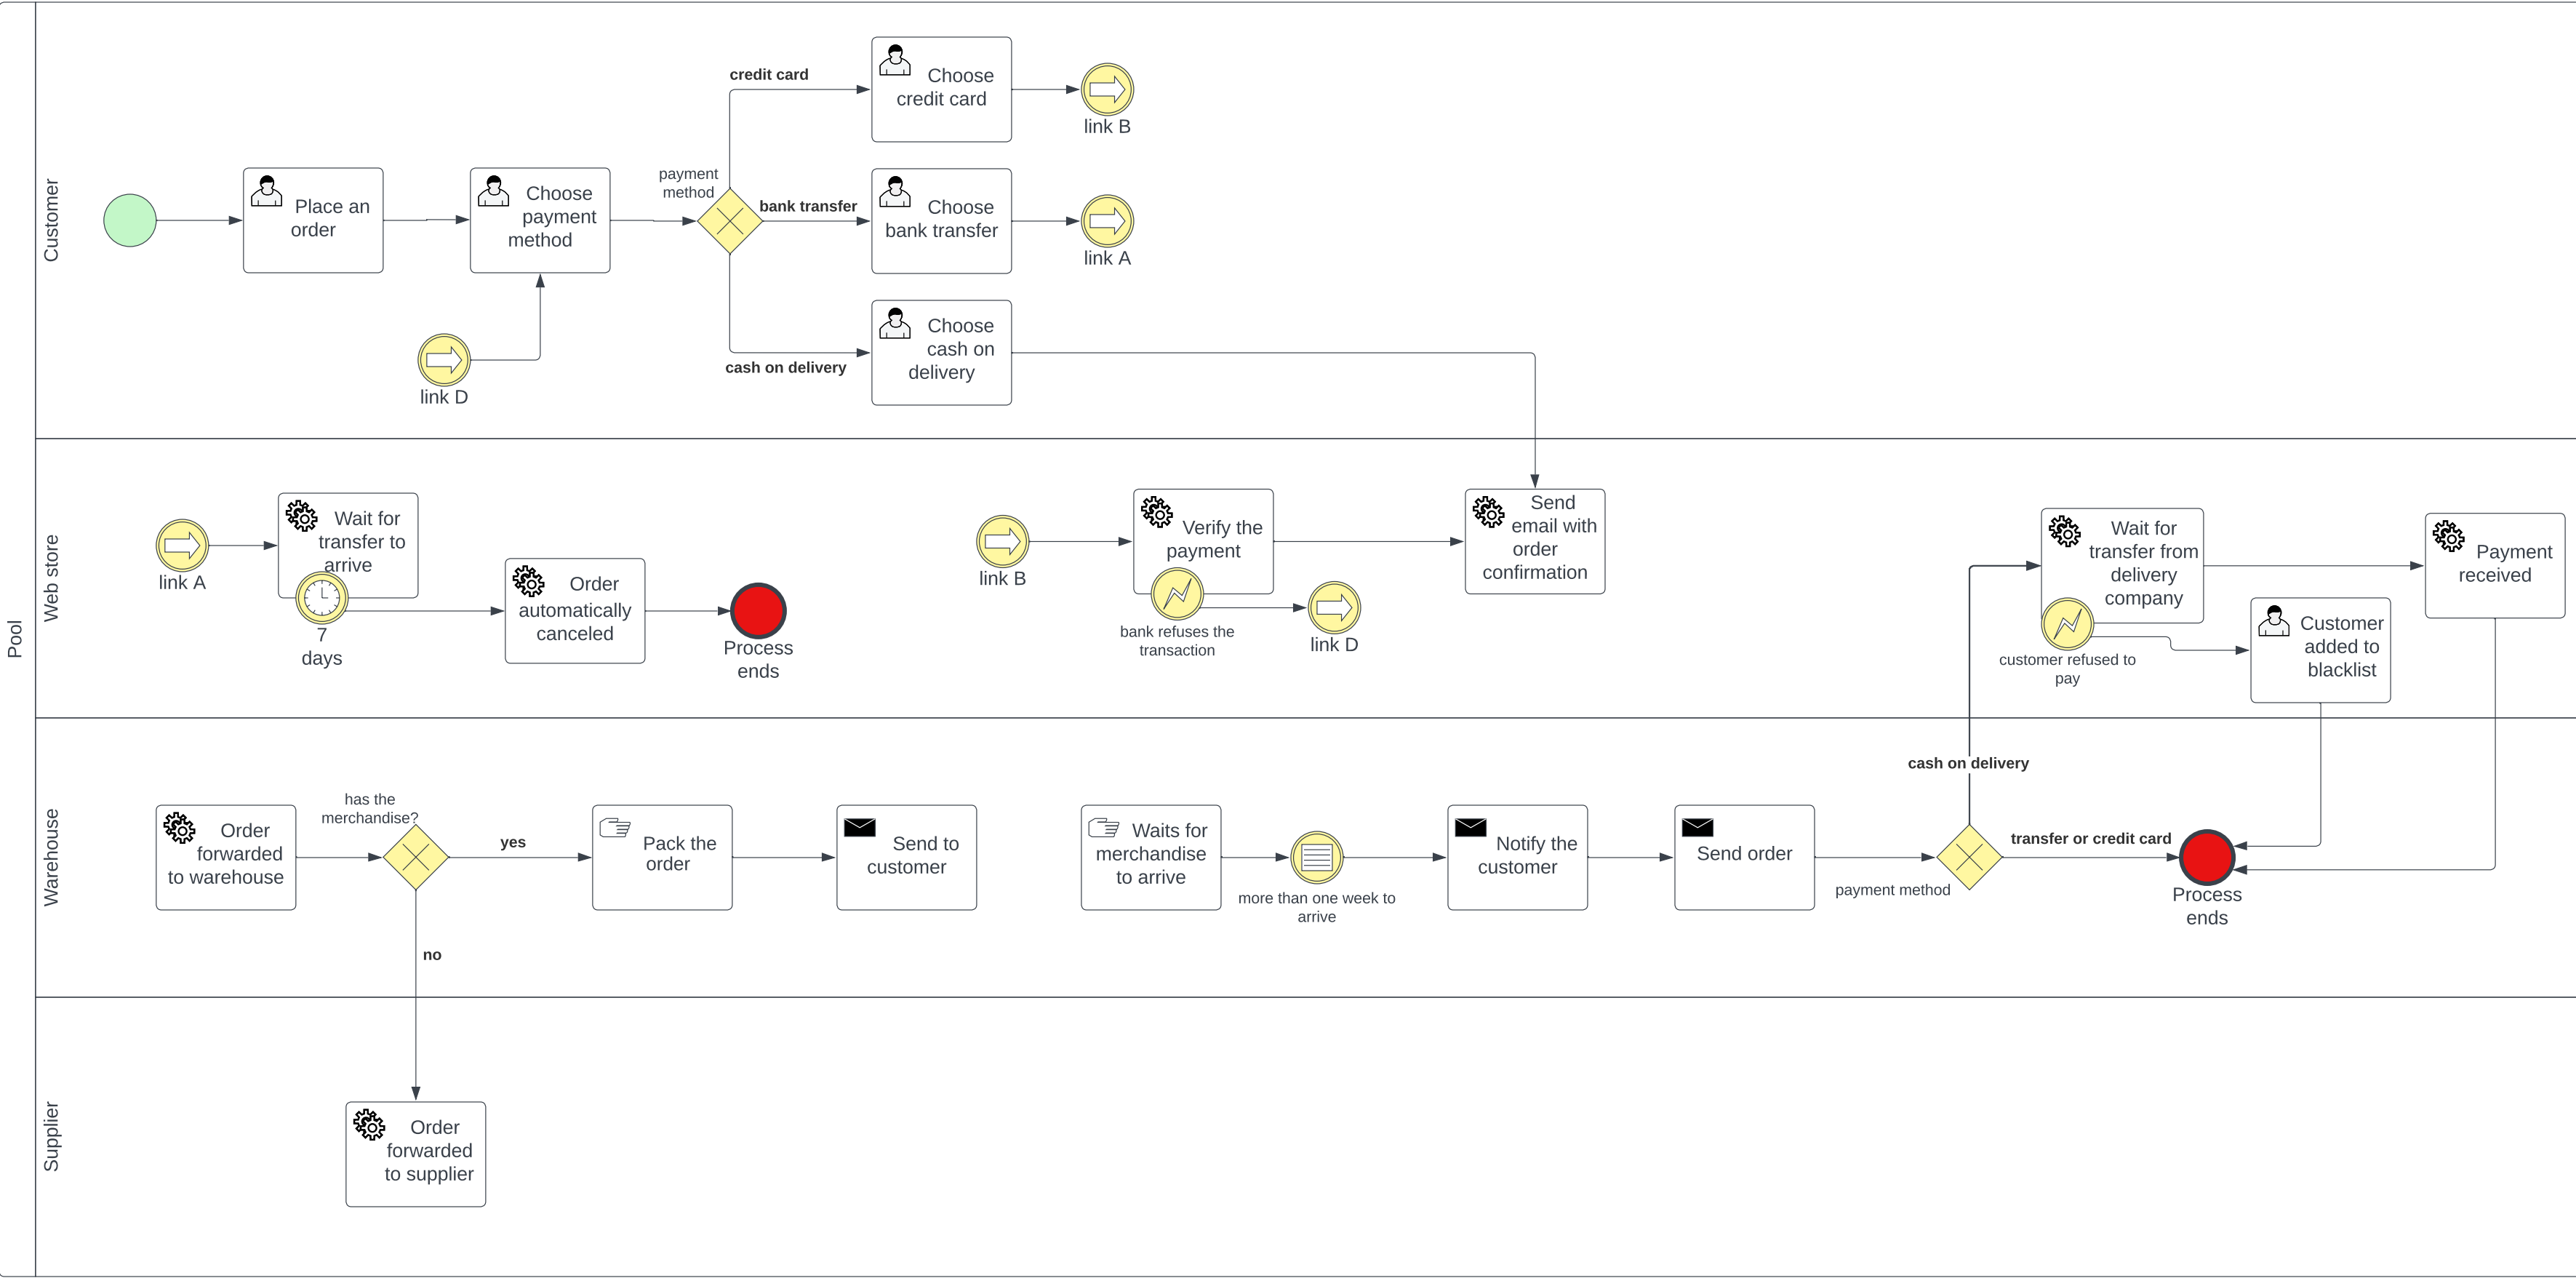 Pool
Customer
Place an
order
Choose
payment
method
link D
payment
method
credit card
Choose
credit card
link B
bank transfer
Choose
bank transfer
link A
cash on delivery
Choose
cash on
delivery
Web store
link A
Wait for
transfer to
arrive
7
days
Order
automatically
canceled
Process
ends
link B
Verify the
payment
bank refuses the
transaction
link D
Send
email with
order
confirmation
Wait for
transfer from
delivery
company
customer refused to
pay
Customer
added to
blacklist
Payment
received
Warehouse
Order
forwarded
to warehouse
has the
merchandise?
yes
no
Pack the
order
Send to
customer
Waits for
merchandise
to arrive
more than one week to
arrive
Notify the
customer
Send order
payment method
cash on delivery
transfer or credit card
Process
ends
Supplier
Order
forwarded
to supplier